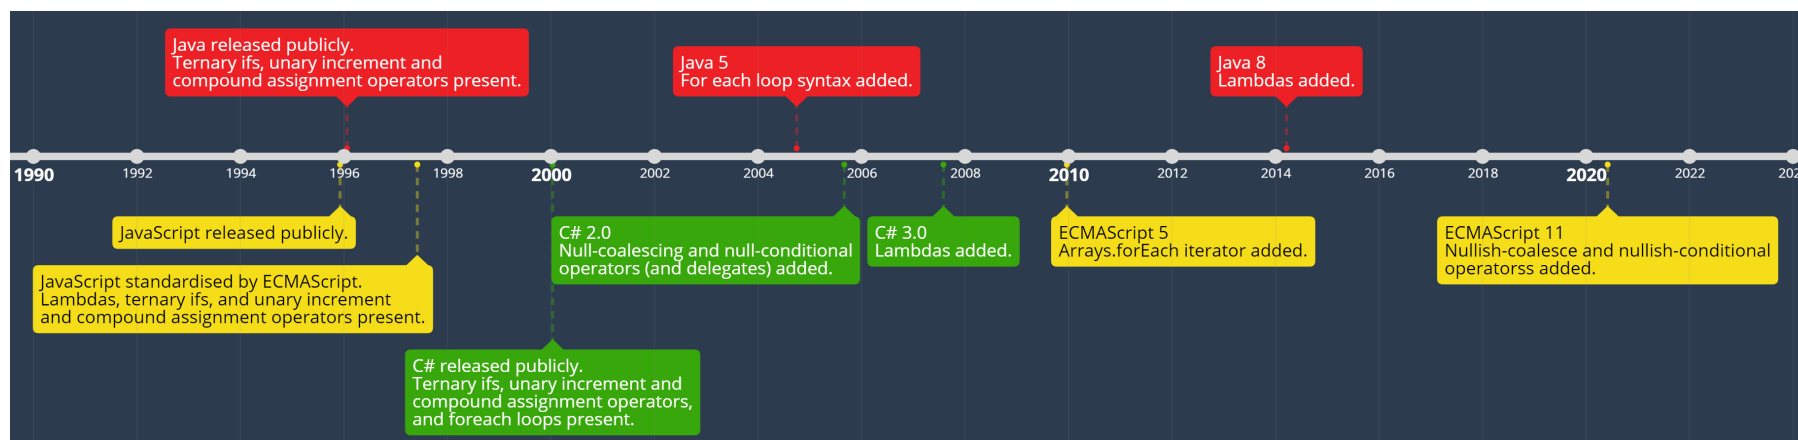 Java released publicly.
Ternary ifs, unary increment and
compound assignment operators present.
Java 5
For each loop syntax added.
Java 8
Lambdas added.
1990
1992
1994
1996
1998
2000
2002
2004
2006
2008
2010
2012
2014
2016
2018
2020
2022
JavaScript released publicly.
JavaScript standardised by ECMAScript.
Lambdas, ternary ifs, and unary increment
and compound assignment operators present.
C# 2.0
Null-coalescing and null-conditional
operators (and delegates) added.
C# released publicly.
Ternary ifs, unary increment and
compound assignment operators,
and foreach loops present.
C# 3.0
Lambdas added.
ECMAScript 5
Arrays.forEach iterator added.
ECMAScript 11
Nullish-coalesce and nullish-conditional
operatorss added.